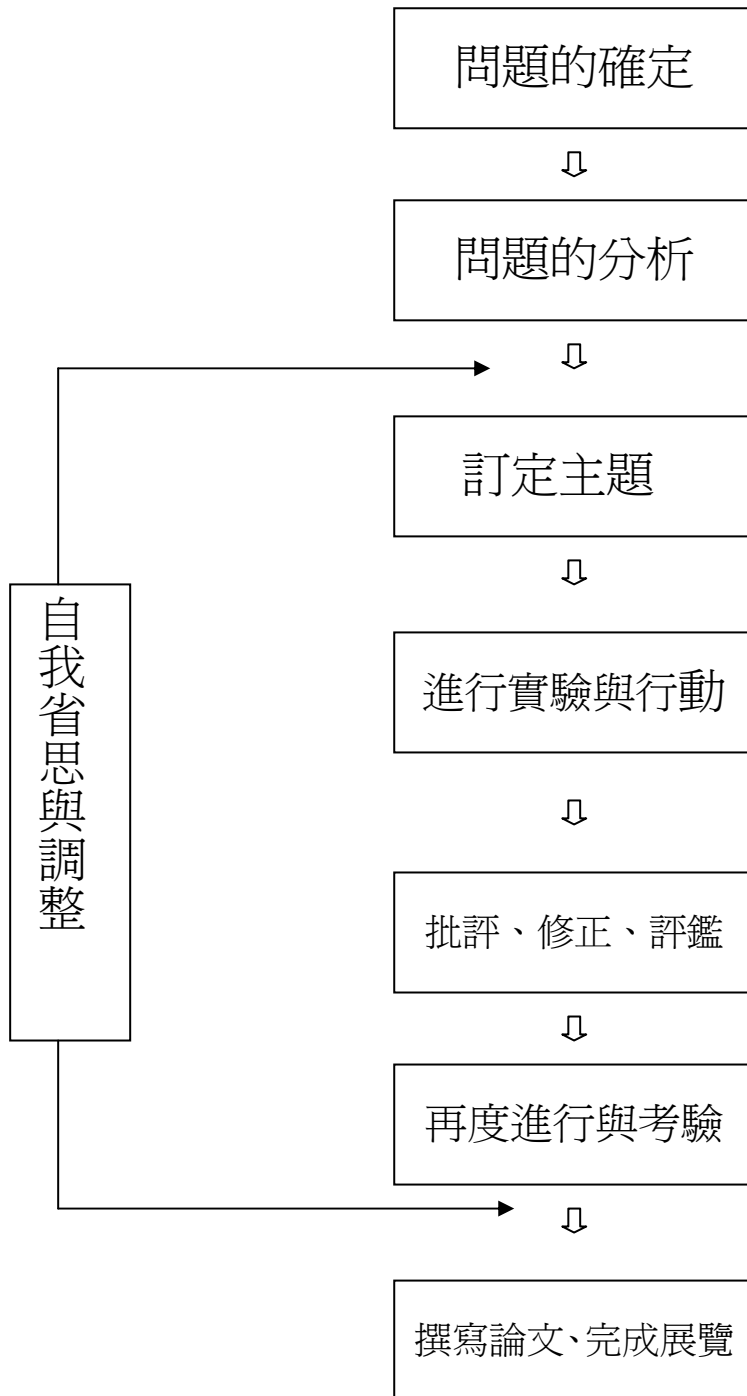 問題的確定
問題的分析
訂定主題
自我省思與調整
進行實驗與行動
批評、修正、評鑑
再度進行與考驗
撰寫論文、完成展覽